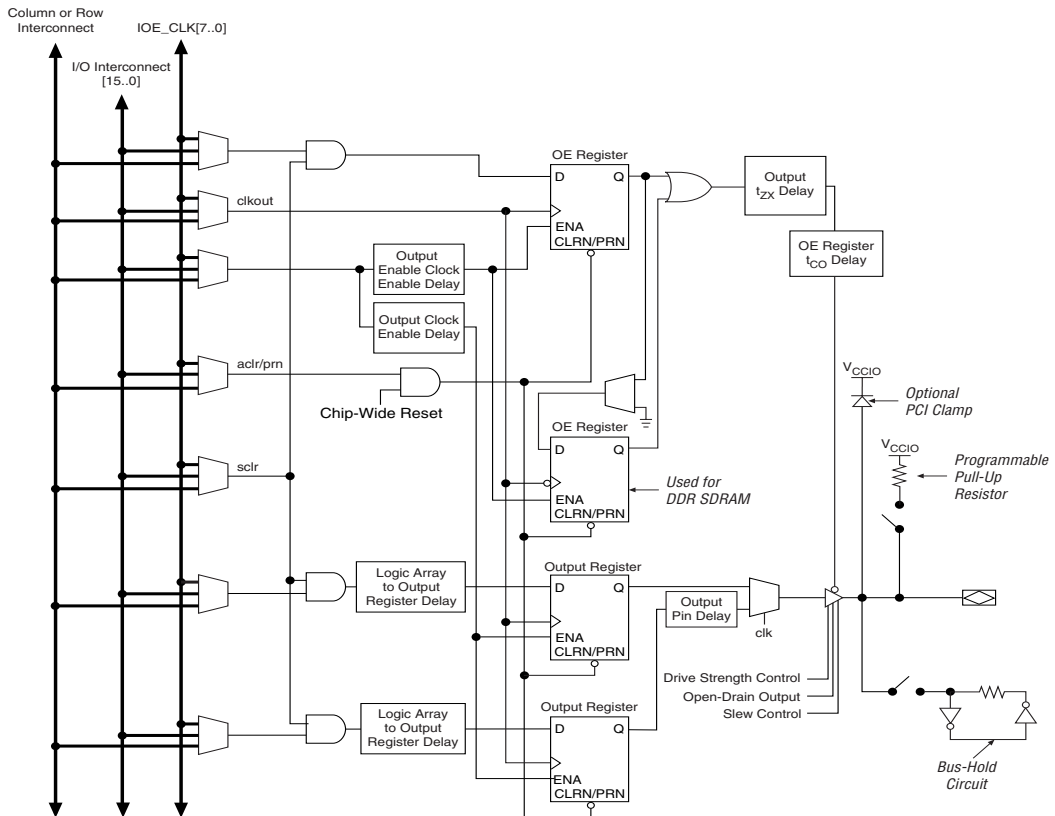 Column or Row
Interconnect
IOE_CLK[7..0]
I/O Interconnect
[15..0]
OE Register
D
Q
ENA
CLRN/PRN
Output
tZX Delay
OE Register
tCO Delay
clkout
Output
Enable Clock
Enable Delay
Output Clock
Enable Delay
aclr/prn
Chip-Wide Reset
VCCIO
Optional
PCI Clamp
OE Register
D
Q
ENA
CLRN/PRN
Used for
DDR SDRAM
VCCIO
Programmable
Pull-Up
Resistor
sclr
Logic Array
to Output
Register Delay
Output Register
D
Q
ENA
CLRN/PRN
Output
Pin Delay
clk
Drive Strength Control
Open-Drain Output
Slew Control
Logic Array
to Output
Register Delay
Output Register
D
Q
ENA
CLRN/PRN
Bus-Hold
Circuit